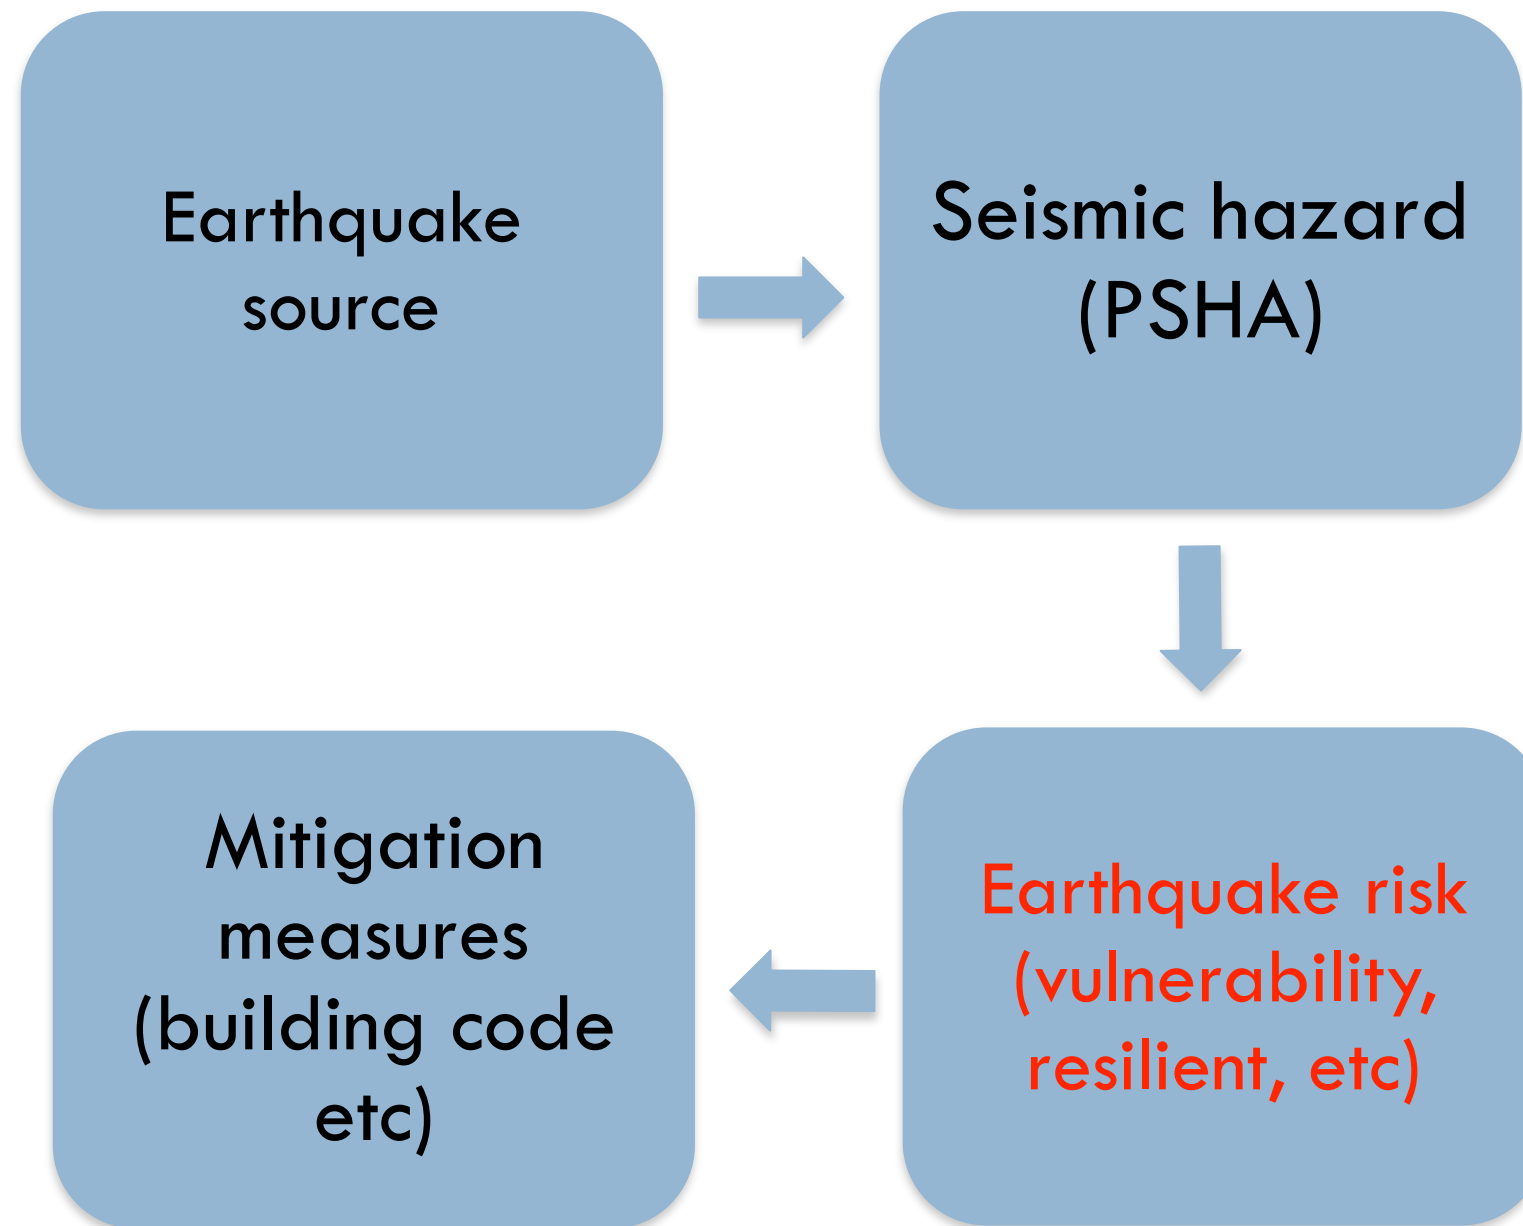 Earthquake
source
Seismic hazard
(PSHA)
Earthquake risk
(vulnerability,
resilient, etc)
Mitigation
measures
(building code
etc)